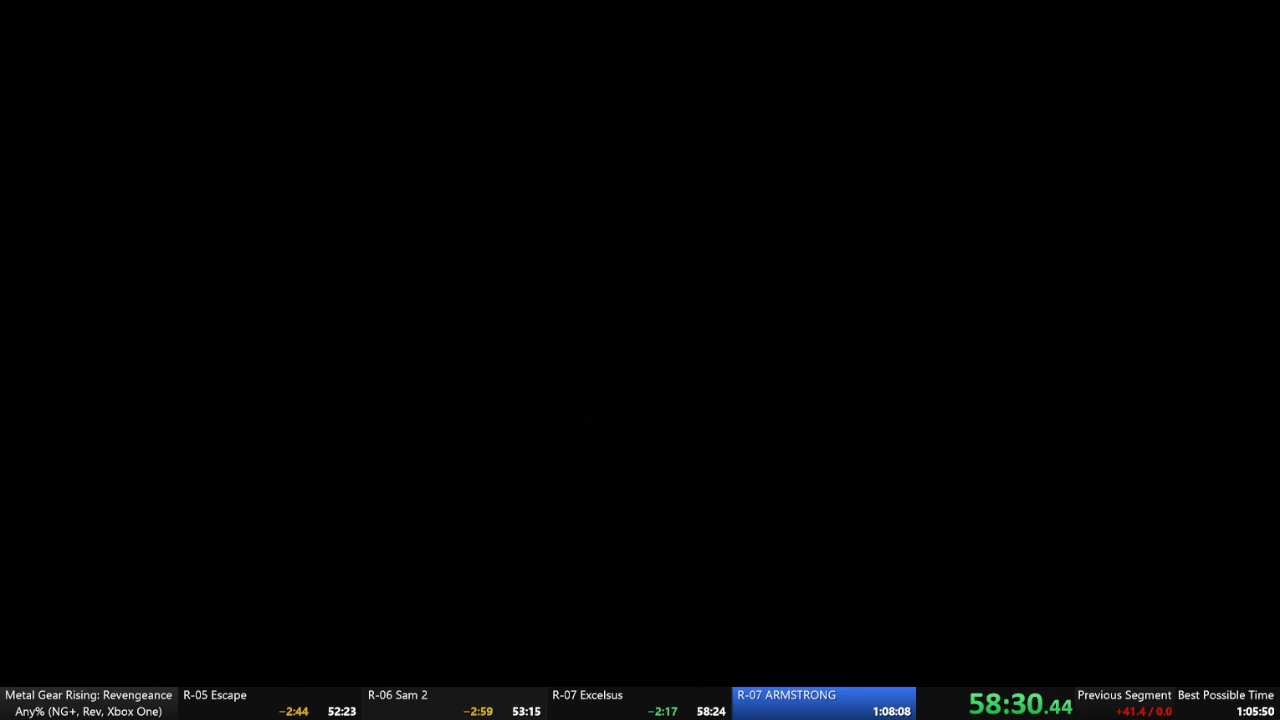 Metal Gear Rising: Revengeance
Any% (NG+, Rev, Xbox One)
R-05 Escape
−2:44 52:23
R-06 Sam 2
−2:59 53:15
R-07 Excelsus
−2:17 58:24
R-07 ARMSTRONG
1:08:08
58:30.44
Previous Segment
+41.4 / 0.0
Best Possible Time
1:05:50